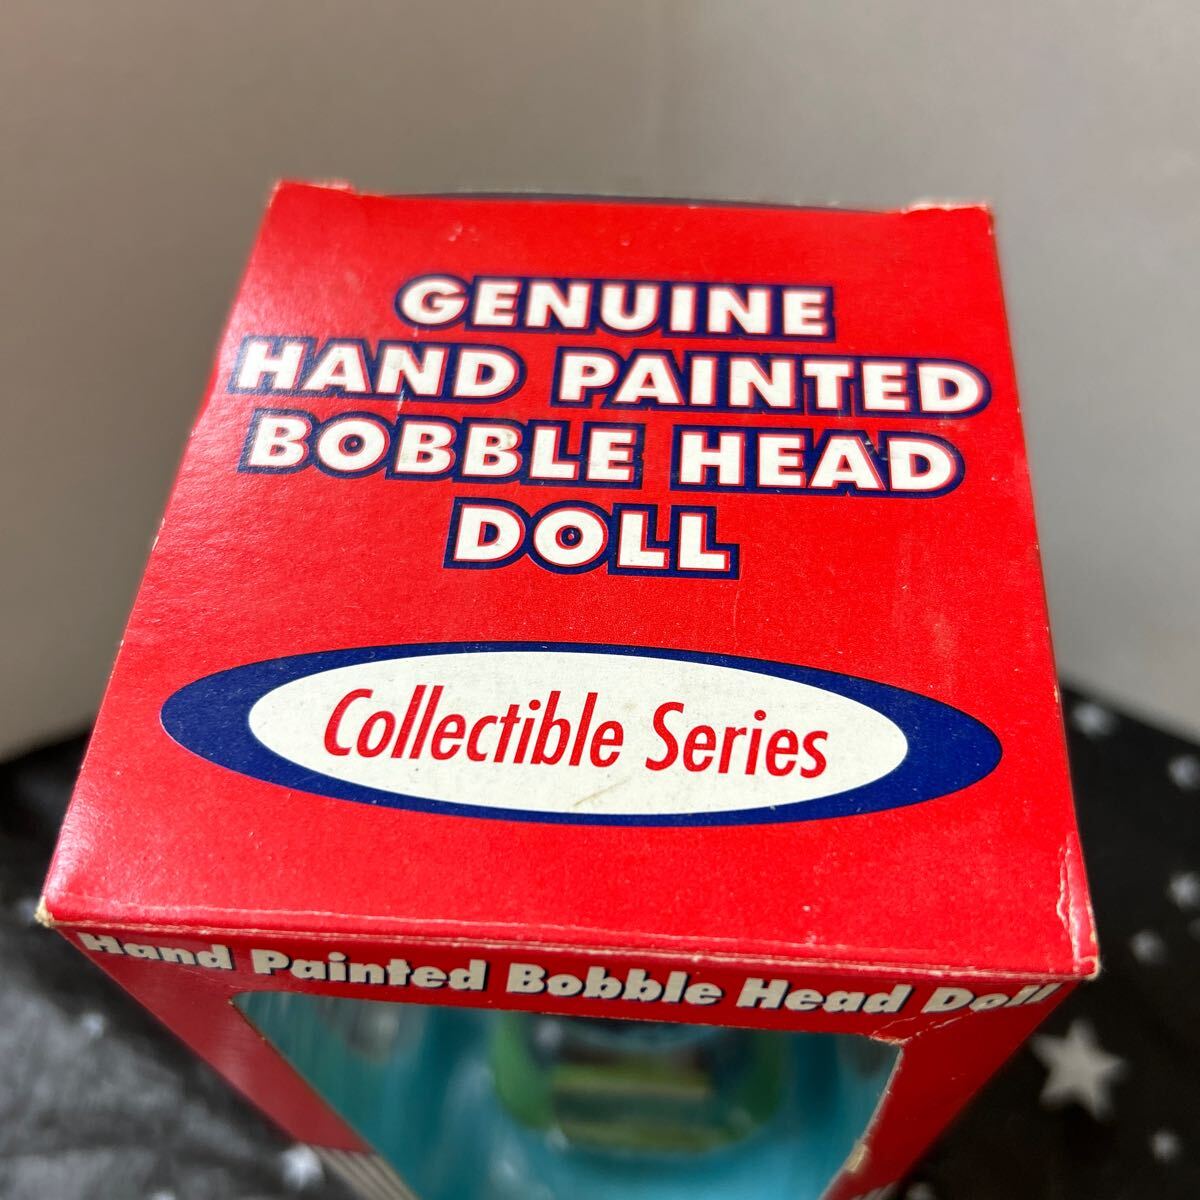 GENUINE
HAND PAINTED
BOBBLE HEAD
DOLL
Collectible Series
Hand Painted Bobble Head Doll